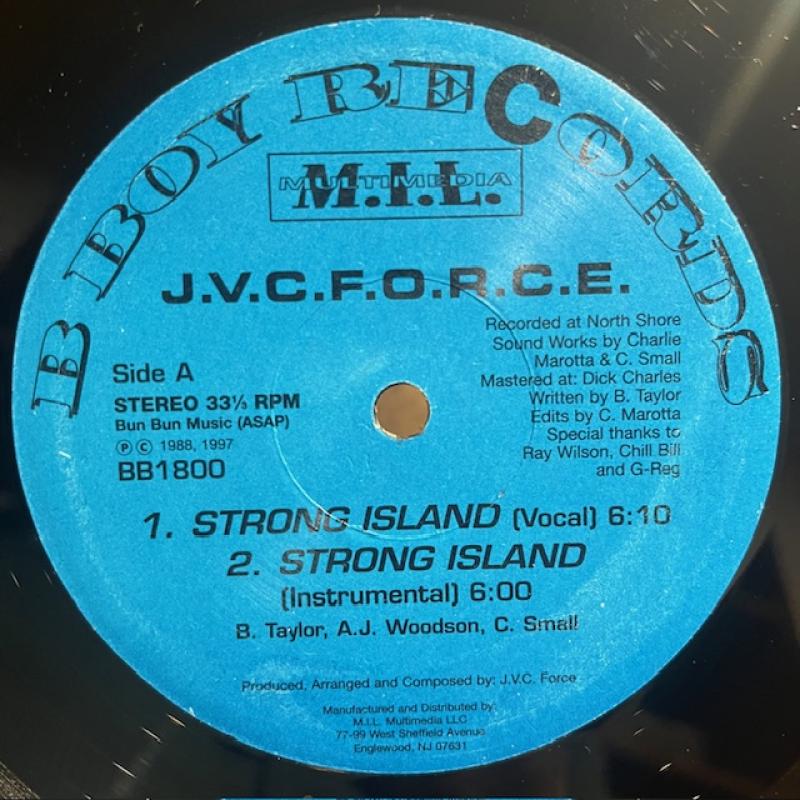 B BOY RECORDS
M.I.L.
MULTIMEDIA
J.V.C.F.O.R.C.E.
Side A
STEREO 33⅓ RPM
Bun Bun Music (ASAP)
Ⓟ © 1988, 1997
BB1800
Recorded at North Shore
Sound Works by Charlie
Marotta & C. Small
Mastered at: Dick Charles
Written by B. Taylor
Edits by C. Marotta
Special thanks to
Ray Wilson, Chill Bill
and G-Reg
1. STRONG ISLAND (Vocal) 6:10
2. STRONG ISLAND
(Instrumental) 6:00
B. Taylor, A.J. Woodson, C. Small
Produced, Arranged and Composed by: J.V.C. Force
Manufactured and Distributed by:
M.I.L. Multimedia LLC
77-99 West Sheffield Avenue
Englewood, NJ 07631